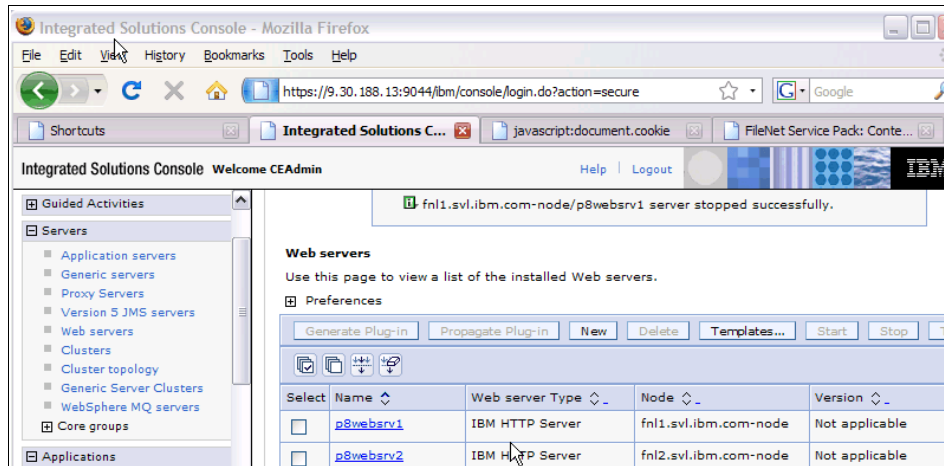 Integrated Solutions Console - Mozilla Firefox
File Edit View History Bookmarks Tools Help
https://9.30.188.13:9044/ibm/console/login.do?action=secure
G Google
Shortcuts
Integrated Solutions C...
javascript:document.cookie
FileNet Service Pack: Conte...
Integrated Solutions Console Welcome CEAdmin
Help Logout
IBM
Guided Activities
Servers
Application servers
Generic servers
Proxy Servers
Version 5 JMS servers
Web servers
Clusters
Cluster topology
Generic Server Clusters
WebSphere MQ servers
Core groups
Applications
fnl1.svl.ibm.com-node/p8websrv1 server stopped successfully.
Web servers
Use this page to view a list of the installed Web servers.
Preferences
Generate Plug-in Propagate Plug-in New Delete Templates... Start Stop
Select Name Web server Type Node Version
p8websrv1 IBM HTTP Server fnl1.svl.ibm.com-node Not applicable
p8websrv2 IBM HTTP Server fnl2.svl.ibm.com-node Not applicable